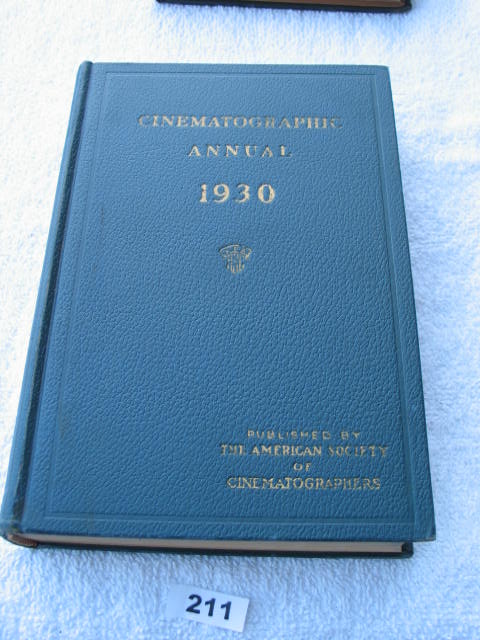 CINEMATOGRAPHIC
ANNUAL
1930
PUBLISHED BY
THE AMERICAN SOCIETY
OF
CINEMATOGRAPHERS
211